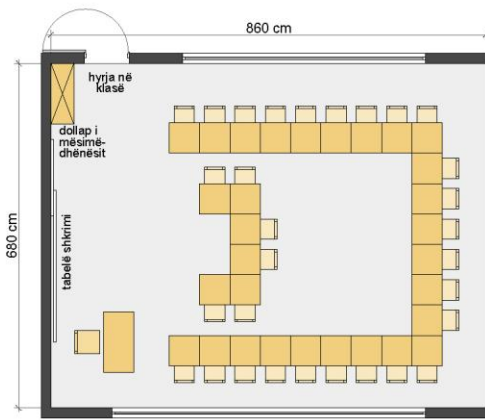 860 cm
hyrja në
klasë
dollap i
mësimë-
dhënësit
680 cm
tabelë shkrimi